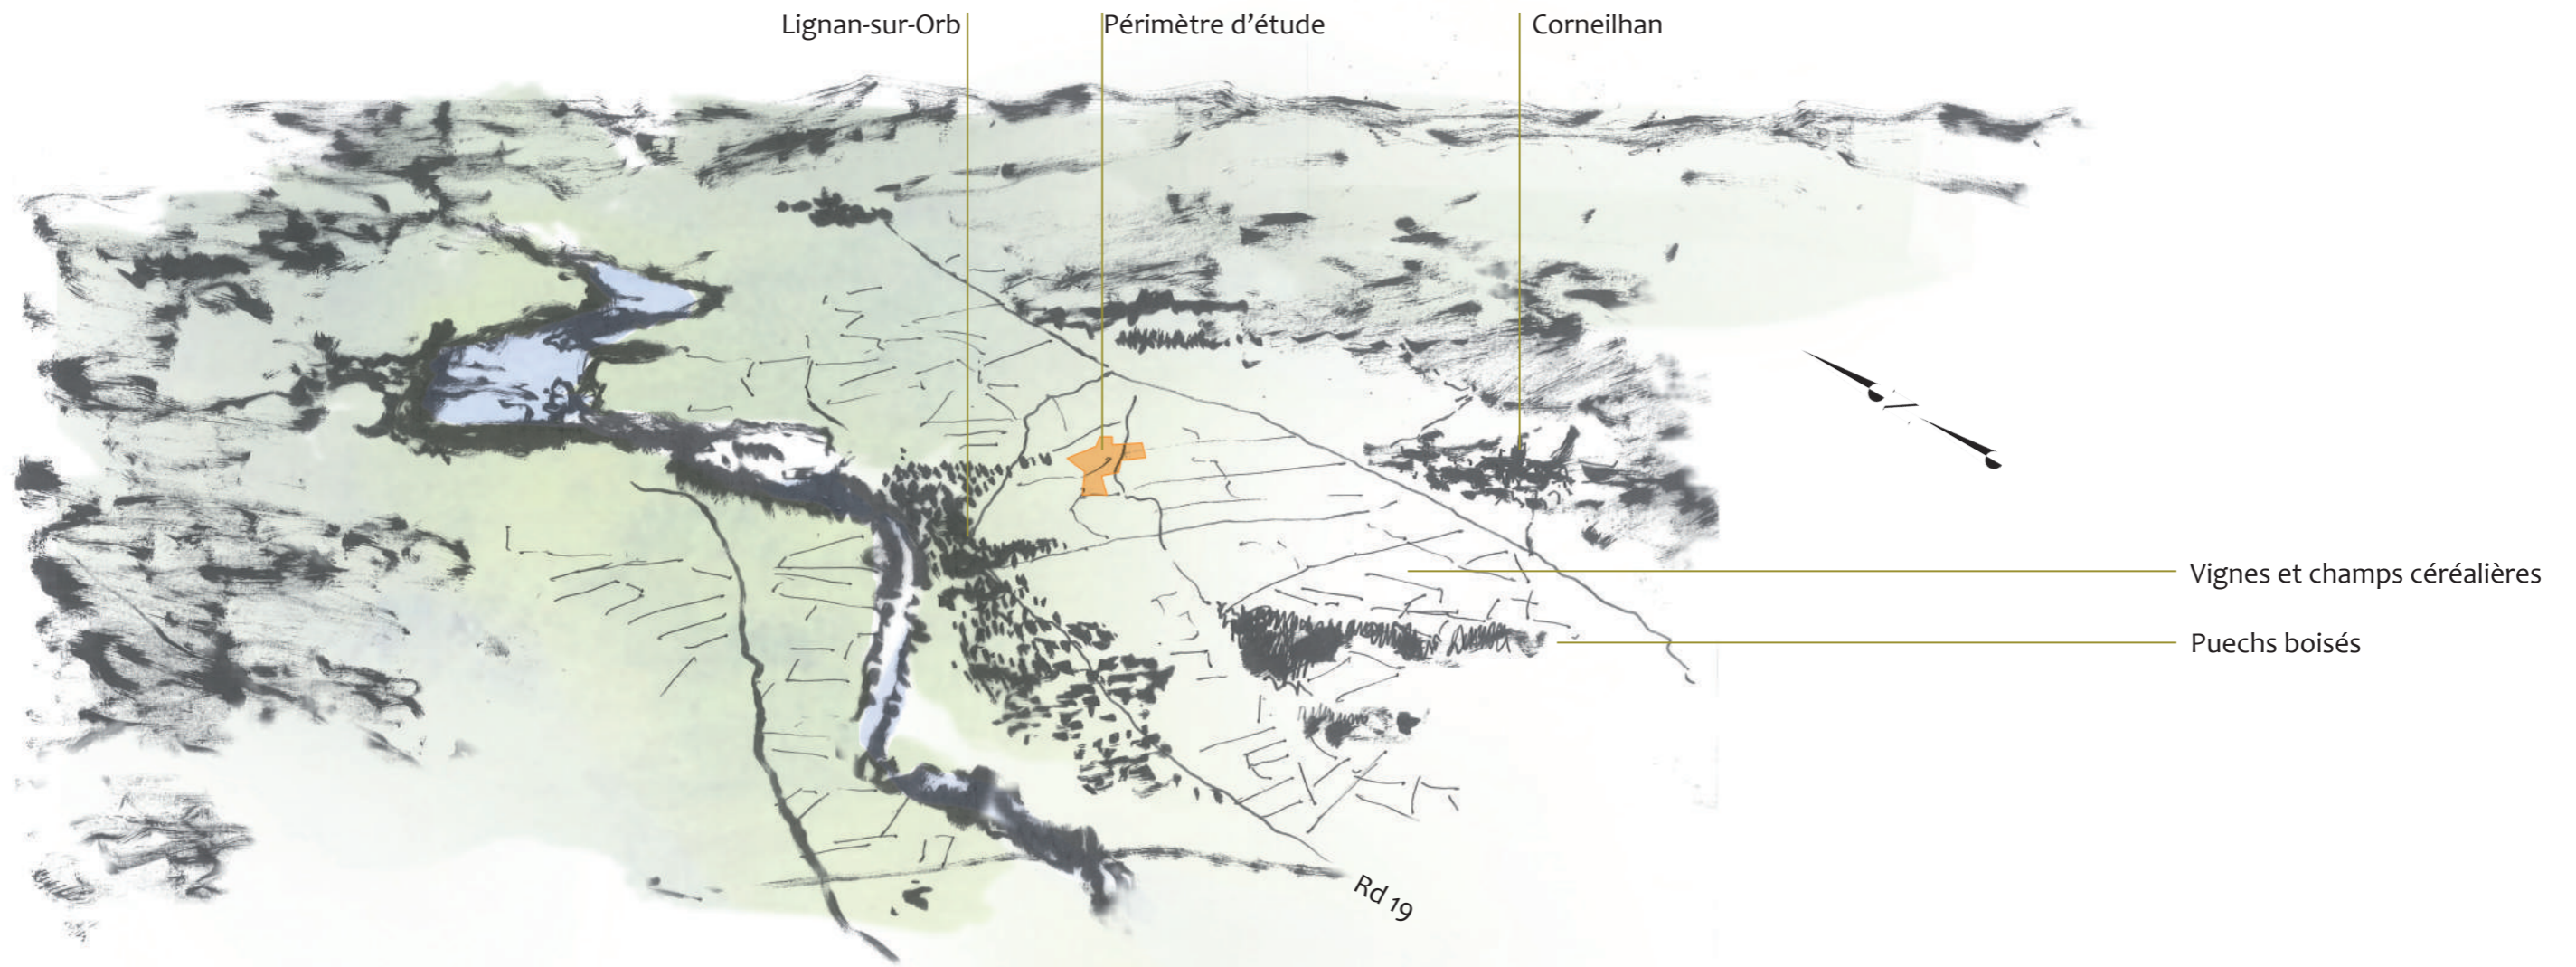 Lignan-sur-Orb
Périmètre d’étude
Corneilhan
Vignes et champs céréalières
Puechs boisés
Rd 19